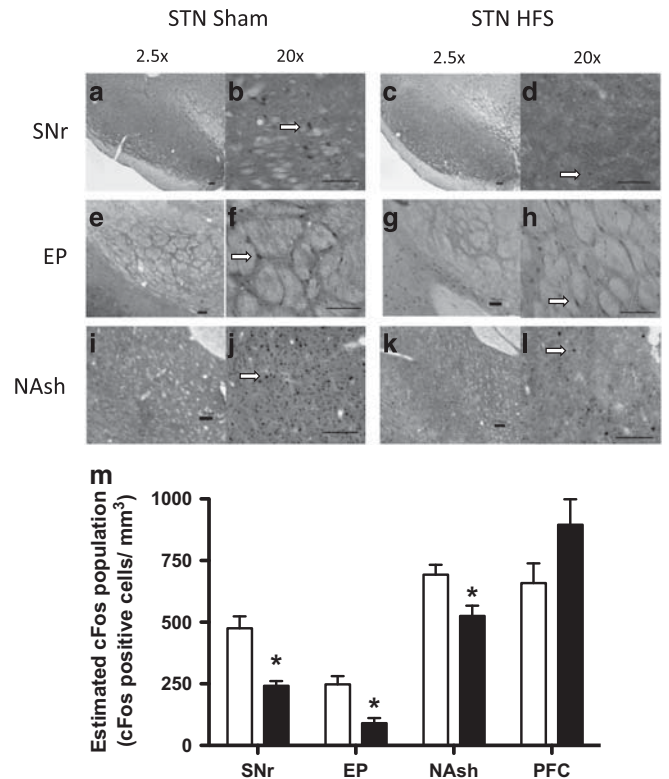 STN Sham STN HFS
2.5x 20x 2.5x 20x
SNr a b c d
EP e f g h
NAsh i j k l
m
Estimated cFos population
(cFos positive cells/ mm³)
1000
750
500
250
0
* * *
SNr EP NAsh PFC